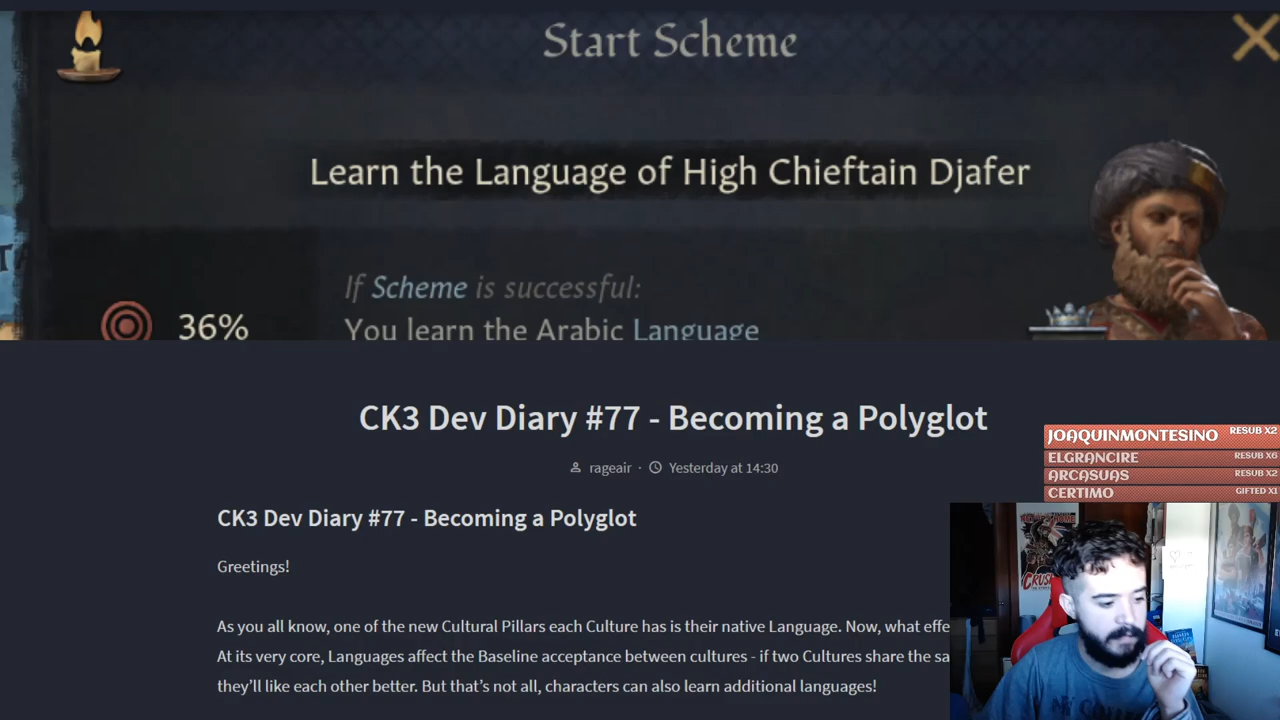 Start Scheme
Learn the Language of High Chieftain Djafer
If Scheme is successful:
36%
You learn the Arabic Language
CK3 Dev Diary #77 - Becoming a Polyglot
rageair · Yesterday at 14:30
JOAQUINMONTESINO RESUB X2
ELGRANCIRE RESUB X6
ARCASUAS RESUB X2
CERTIMO GIFTED X1
CK3 Dev Diary #77 - Becoming a Polyglot
Greetings!
As you all know, one of the new Cultural Pillars each Culture has is their native Language. Now, what effe
At its very core, Languages affect the Baseline acceptance between cultures - if two Cultures share the sa
they'll like each other better. But that's not all, characters can also learn additional languages!